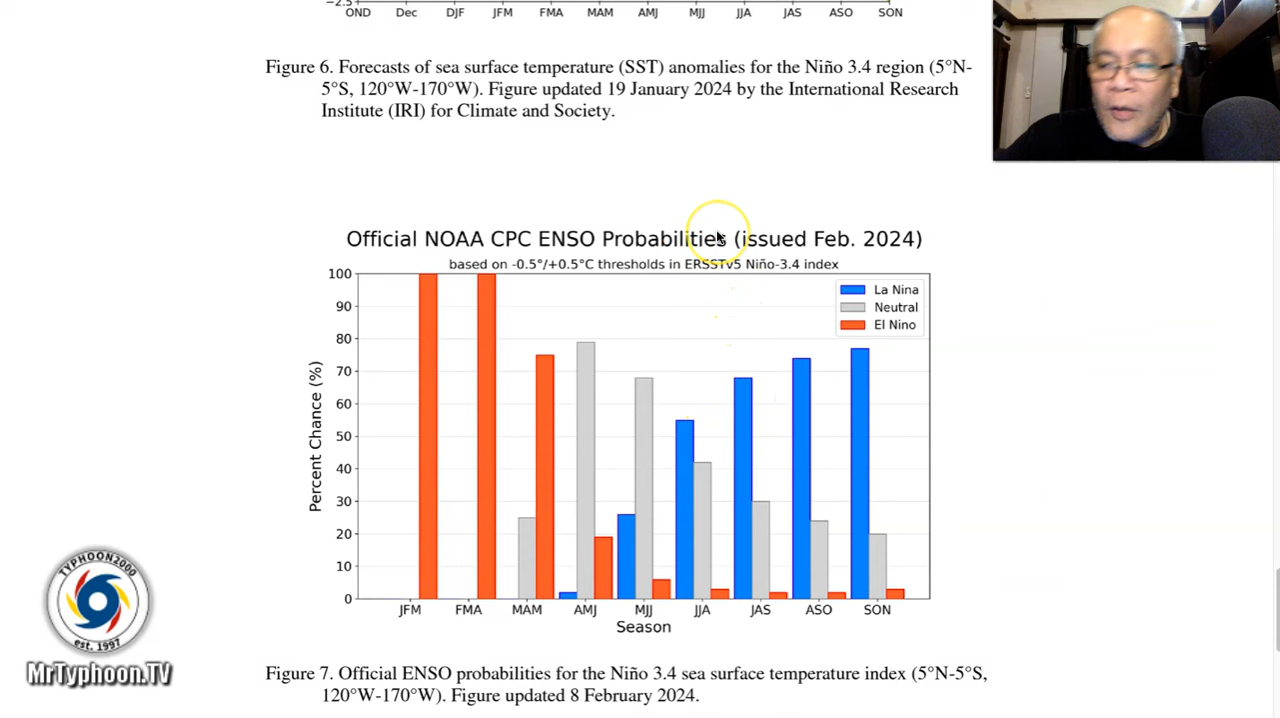 −2.5
OND Dec DJF JFM FMA MAM AMJ MJJ JJA JAS ASO SON
Figure 6. Forecasts of sea surface temperature (SST) anomalies for the Niño 3.4 region (5°N-
5°S, 120°W-170°W). Figure updated 19 January 2024 by the International Research
Institute (IRI) for Climate and Society.
Official NOAA CPC ENSO Probabilities (issued Feb. 2024)
based on -0.5°/+0.5°C thresholds in ERSSTv5 Niño-3.4 index
La Nina
Neutral
El Nino
Percent Chance (%)
100
90
80
70
60
50
40
30
20
10
0
JFM FMA MAM AMJ MJJ JJA JAS ASO SON
Season
Figure 7. Official ENSO probabilities for the Niño 3.4 sea surface temperature index (5°N-5°S,
120°W-170°W). Figure updated 8 February 2024.
TYPHOON2000
est. 1997
MrTyphoon.TV